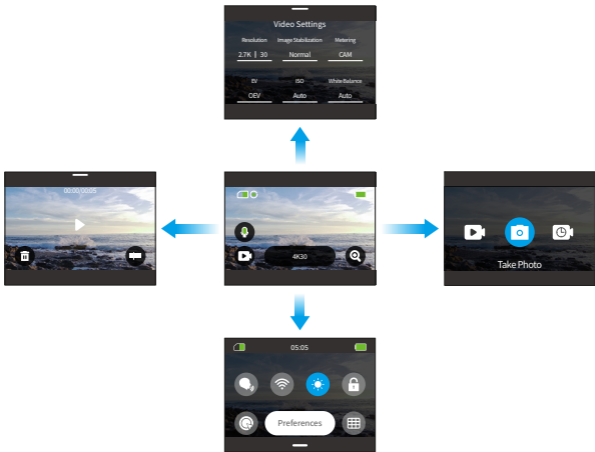 Video Settings
Resolution Image Stabilization Metering
2.7K | 30 Normal CAM
EV ISO White Balance
OEV Auto Auto
00:00/00:05
4K30
Take Photo
05:05
Preferences